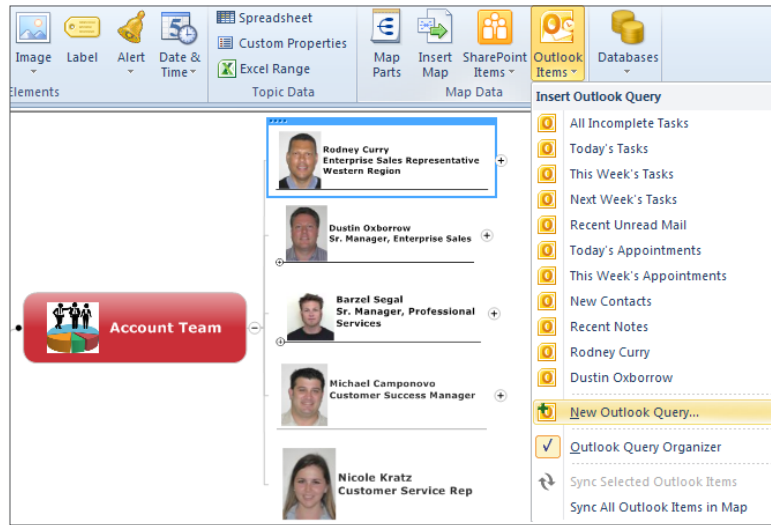 Spreadsheet
Custom Properties
Excel Range
Image
Label
Alert
Date &
Time
Map
Parts
Insert
Map
SharePoint
Items
Outlook
Items
Databases
Elements
Topic Data
Map Data
Insert Outlook Query
All Incomplete Tasks
Today's Tasks
This Week's Tasks
Next Week's Tasks
Recent Unread Mail
Today's Appointments
This Week's Appointments
New Contacts
Recent Notes
Rodney Curry
Dustin Oxborrow
New Outlook Query...
Outlook Query Organizer
Sync Selected Outlook Items
Sync All Outlook Items in Map
Account Team
Rodney Curry
Enterprise Sales Representative
Western Region
Dustin Oxborrow
Sr. Manager, Enterprise Sales
Barzel Segal
Sr. Manager, Professional
Services
Michael Camponovo
Customer Success Manager
Nicole Kratz
Customer Service Rep